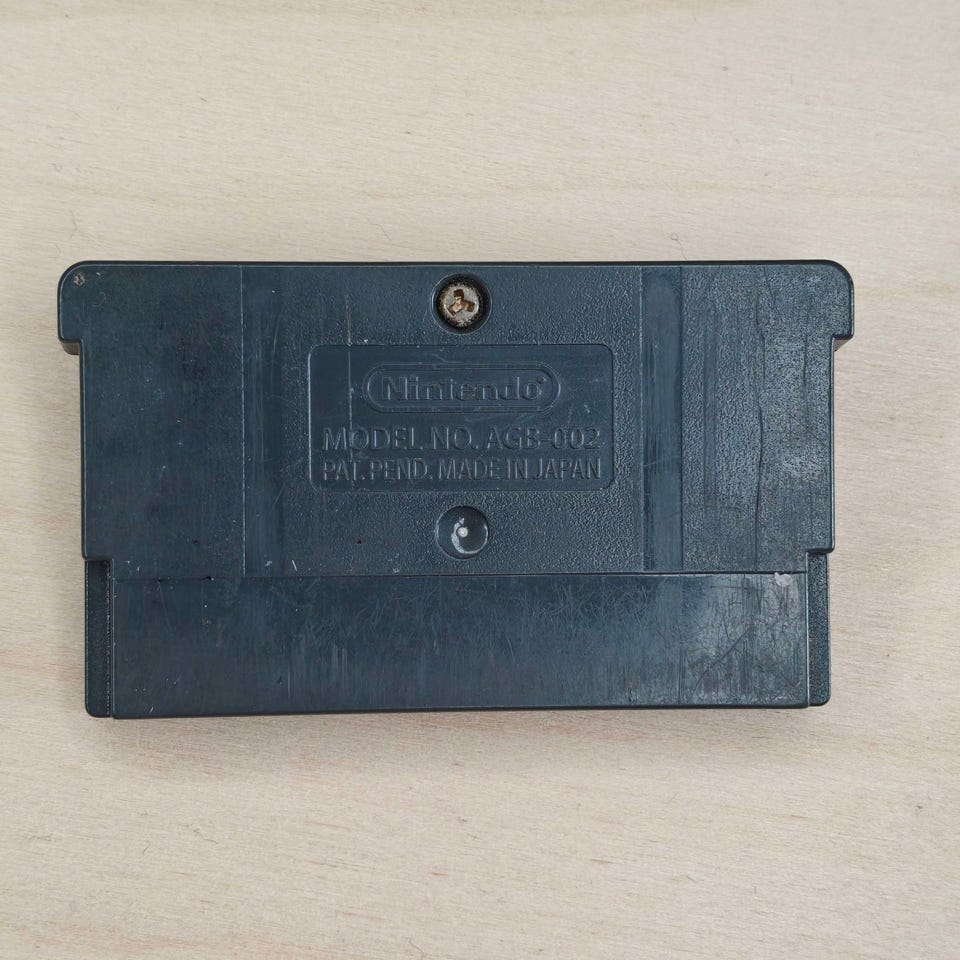 Nintendo®
MODEL NO. AGB-002
PAT. PEND. MADE IN JAPAN